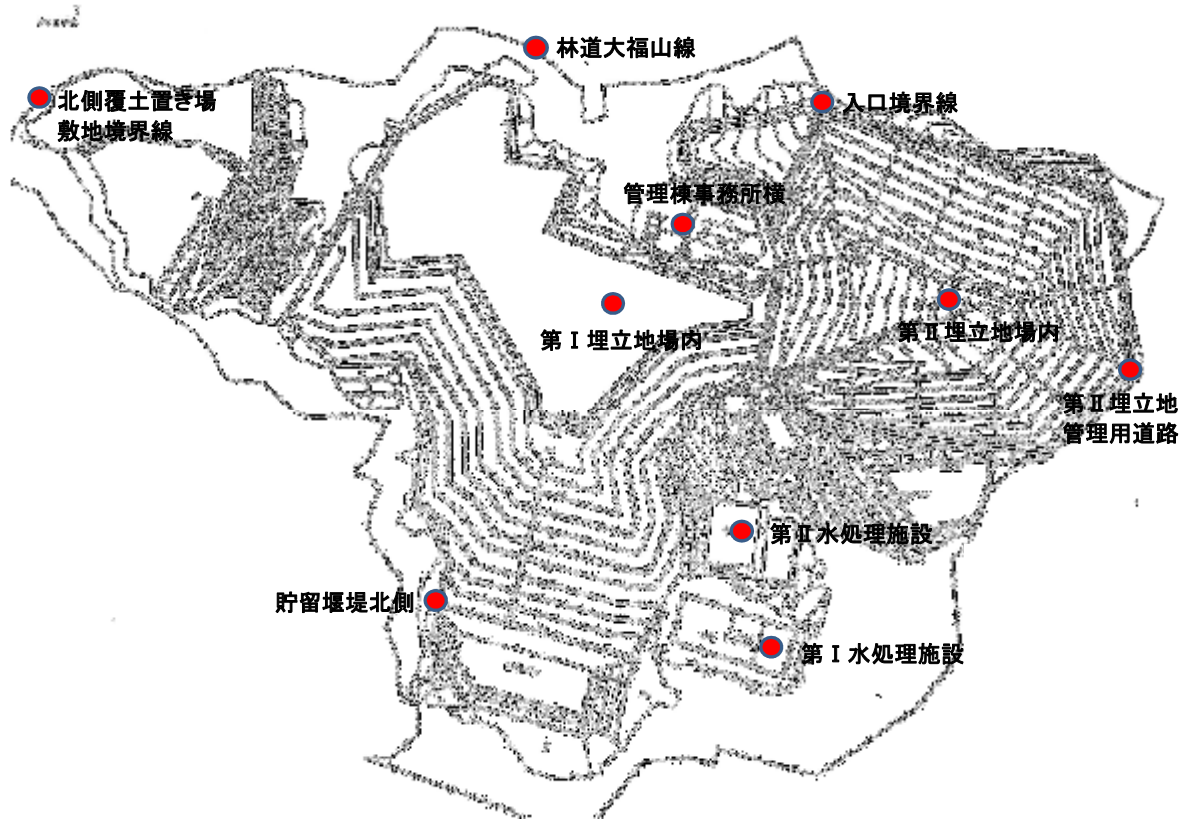 林道大福山線
北側覆土置き場
敷地境界線
入口境界線
管理棟事務所横
第Ⅰ埋立地場内
第Ⅱ埋立地場内
第Ⅱ埋立地
管理用道路
第Ⅱ水処理施設
貯留堰堤北側
第Ⅰ水処理施設